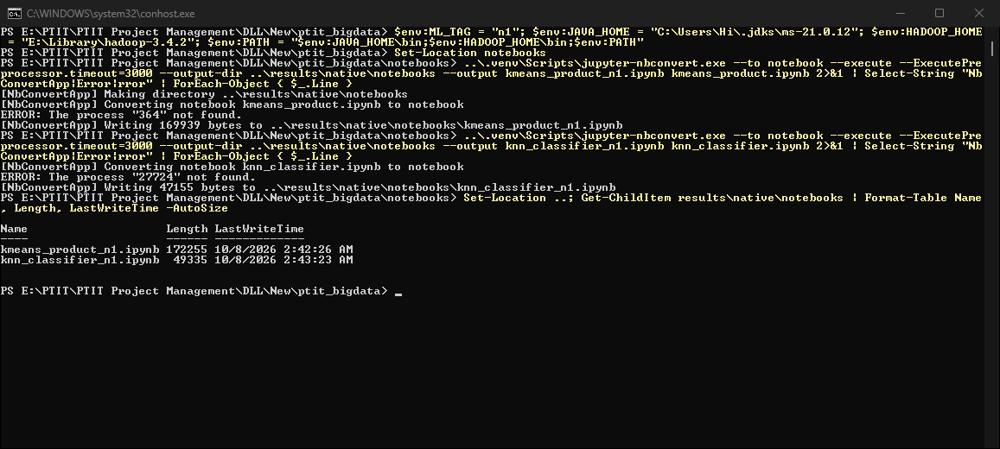 C:\WINDOWS\system32\conhost.exe
PS E:\PTIT\PTIT Project Management\DLL\New\ptit_bigdata> $env:ML_TAG = "n1"; $env:JAVA_HOME = "C:\Users\Hi\.jdks\ms-21.0.12"; $env:HADOOP_HOME
 = "E:\Library\hadoop-3.4.2"; $env:PATH = "$env:JAVA_HOME\bin;$env:HADOOP_HOME\bin;$env:PATH"
PS E:\PTIT\PTIT Project Management\DLL\New\ptit_bigdata> Set-Location notebooks
PS E:\PTIT\PTIT Project Management\DLL\New\ptit_bigdata\notebooks> ..\.venv\Scripts\jupyter-nbconvert.exe --to notebook --execute --ExecutePre
processor.timeout=3000 --output-dir ..\results\native\notebooks --output kmeans_product_n1.ipynb kmeans_product.ipynb 2>&1 | Select-String "Nb
ConvertApp|Error|rror" | ForEach-Object { $_.Line }
[NbConvertApp] Making directory ..\results\native\notebooks
[NbConvertApp] Converting notebook kmeans_product.ipynb to notebook
ERROR: The process "364" not found.
[NbConvertApp] Writing 169939 bytes to ..\results\native\notebooks\kmeans_product_n1.ipynb
PS E:\PTIT\PTIT Project Management\DLL\New\ptit_bigdata\notebooks> ..\.venv\Scripts\jupyter-nbconvert.exe --to notebook --execute --ExecutePre
processor.timeout=3000 --output-dir ..\results\native\notebooks --output knn_classifier_n1.ipynb knn_classifier.ipynb 2>&1 | Select-String "Nb
ConvertApp|Error|rror" | ForEach-Object { $_.Line }
[NbConvertApp] Converting notebook knn_classifier.ipynb to notebook
ERROR: The process "27724" not found.
[NbConvertApp] Writing 47155 bytes to ..\results\native\notebooks\knn_classifier_n1.ipynb
PS E:\PTIT\PTIT Project Management\DLL\New\ptit_bigdata\notebooks> Set-Location ..; Get-ChildItem results\native\notebooks | Format-Table Name
, Length, LastWriteTime -AutoSize
Name                    Length LastWriteTime
----                    ------ -------------
kmeans_product_n1.ipynb 172255 10/8/2026 2:42:26 AM
knn_classifier_n1.ipynb  49335 10/8/2026 2:43:23 AM
PS E:\PTIT\PTIT Project Management\DLL\New\ptit_bigdata> _